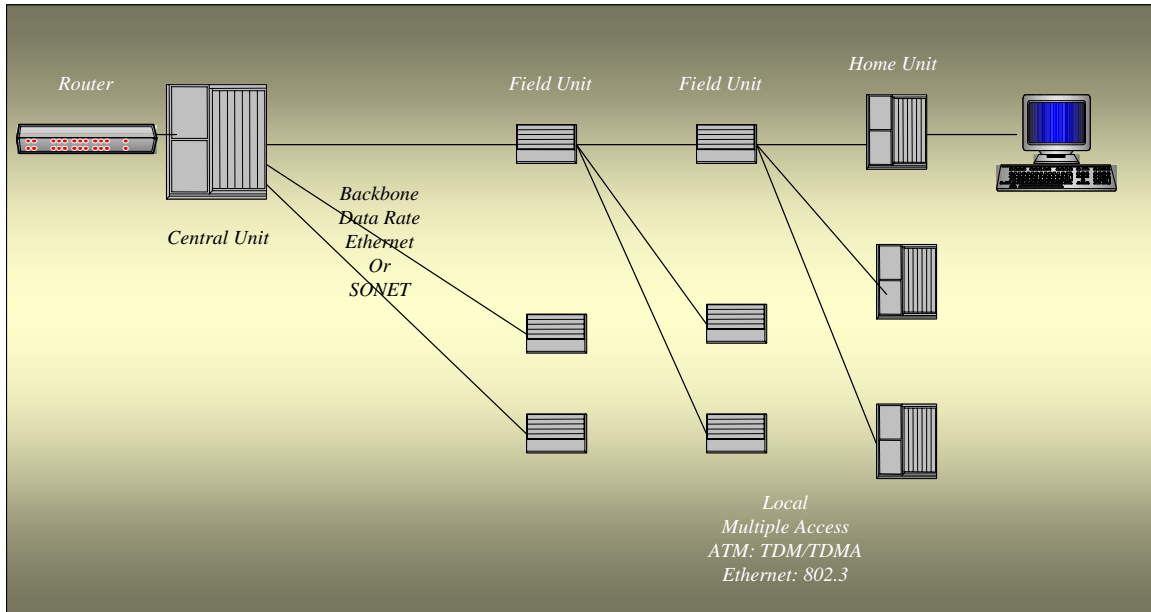 Router
Field Unit
Field Unit
Home Unit
Central Unit
Backbone
Data Rate
Ethernet
Or
SONET
Local
Multiple Access
ATM: TDM/TDMA
Ethernet: 802.3